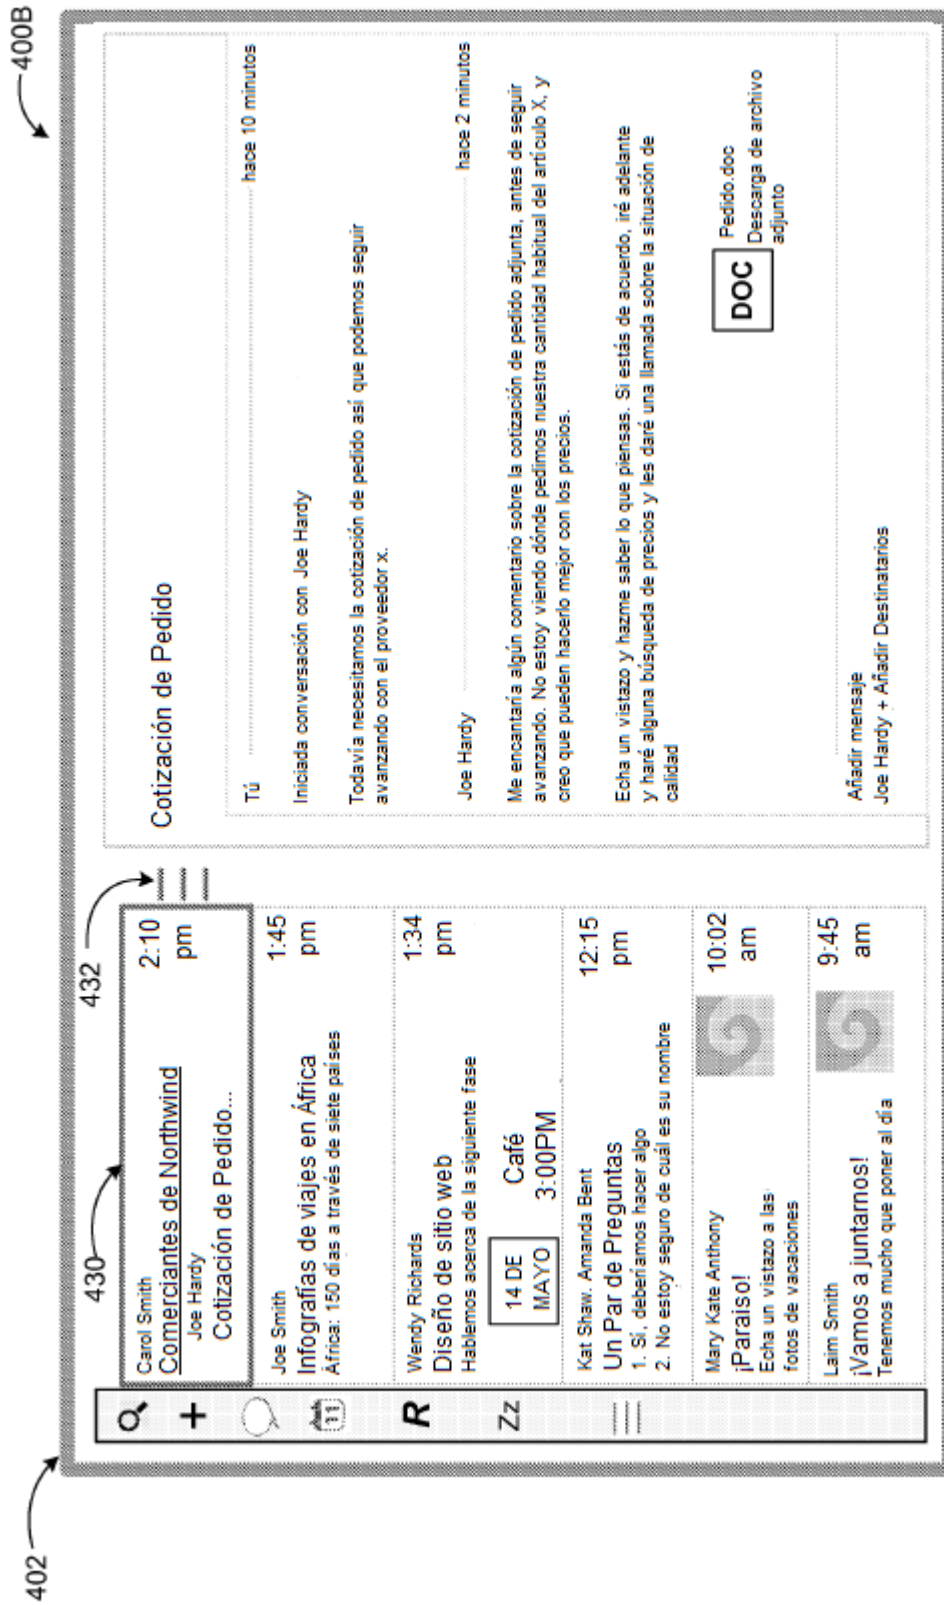 400B
402
430
432
11
R
Zz
Carol Smith
Comerciantes de Northwind
Joe Hardy
Cotización de Pedido...
2:10
pm
Joe Smith
Infografías de viajes en África
África: 150 días a través de siete países
1:45
pm
Wendy Richards
Diseño de sitio web
Hablemos acerca de la siguiente fase
14 DE
MAYO
Café
3:00PM
1:34
pm
Kat Shaw. Amanda Bent
Un Par de Preguntas
1. Sí, deberíamos hacer algo
2. No estoy seguro de cuál es su nombre
12:15
pm
Mary Kate Anthony
¡Paraiso!
Echa un vistazo a las
fotos de vacaciones
10:02
am
Laim Smith
¡Vamos a juntarnos!
Tenemos mucho que poner al día
9:45
am
Cotización de Pedido
Tú hace 10 minutos
Iniciada conversación con Joe Hardy
Todavía necesitamos la cotización de pedido así que podemos seguir
avanzando con el proveedor x.
Joe Hardy hace 2 minutos
Me encantaría algún comentario sobre la cotización de pedido adjunta, antes de seguir
avanzando. No estoy viendo dónde pedimos nuestra cantidad habitual del artículo X, y
creo que pueden hacerlo mejor con los precios.
Echa un vistazo y hazme saber lo que piensas. Si estás de acuerdo, iré adelante
y haré alguna búsqueda de precios y les daré una llamada sobre la situación de
calidad
DOC
Pedido.doc
Descarga de archivo
adjunto
Añadir mensaje
Joe Hardy + Añadir Destinatarios